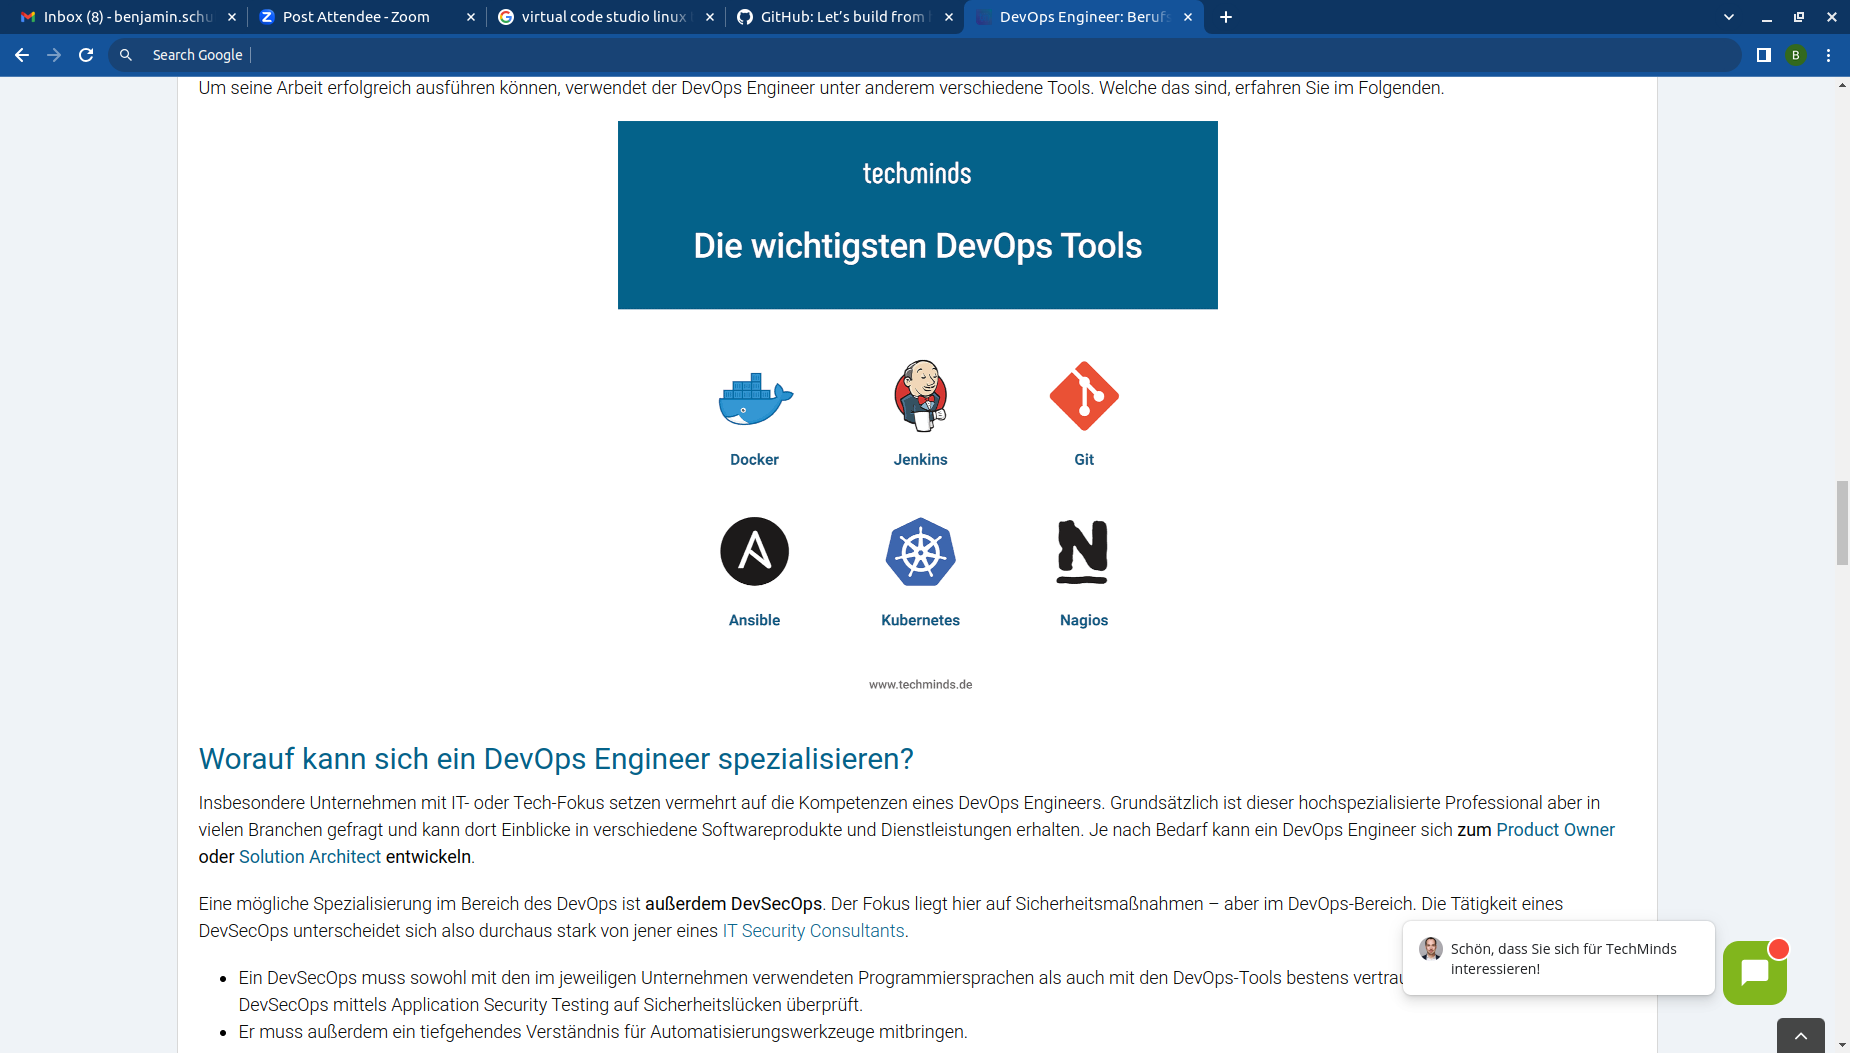 Inbox (8) - benjamin.schu
Post Attendee - Zoom
virtual code studio linux
GitHub: Let's build from
DevOps Engineer: Berufs
Search Google
B
Um seine Arbeit erfolgreich ausführen können, verwendet der DevOps Engineer unter anderem verschiedene Tools. Welche das sind, erfahren Sie im Folgenden.
techminds
Die wichtigsten DevOps Tools
Docker
Jenkins
Git
Ansible
Kubernetes
Nagios
www.techminds.de
Worauf kann sich ein DevOps Engineer spezialisieren?
Insbesondere Unternehmen mit IT- oder Tech-Fokus setzen vermehrt auf die Kompetenzen eines DevOps Engineers. Grundsätzlich ist dieser hochspezialisierte Professional aber in
vielen Branchen gefragt und kann dort Einblicke in verschiedene Softwareprodukte und Dienstleistungen erhalten. Je nach Bedarf kann ein DevOps Engineer sich zum Product Owner
oder Solution Architect entwickeln.
Eine mögliche Spezialisierung im Bereich des DevOps ist außerdem DevSecOps. Der Fokus liegt hier auf Sicherheitsmaßnahmen – aber im DevOps-Bereich. Die Tätigkeit eines
DevSecOps unterscheidet sich also durchaus stark von jener eines IT Security Consultants.
• Ein DevSecOps muss sowohl mit den im jeweiligen Unternehmen verwendeten Programmiersprachen als auch mit den DevOps-Tools bestens vertrau
DevSecOps mittels Application Security Testing auf Sicherheitslücken überprüft.
• Er muss außerdem ein tiefgehendes Verständnis für Automatisierungswerkzeuge mitbringen.
Schön, dass Sie sich für TechMinds
interessieren!